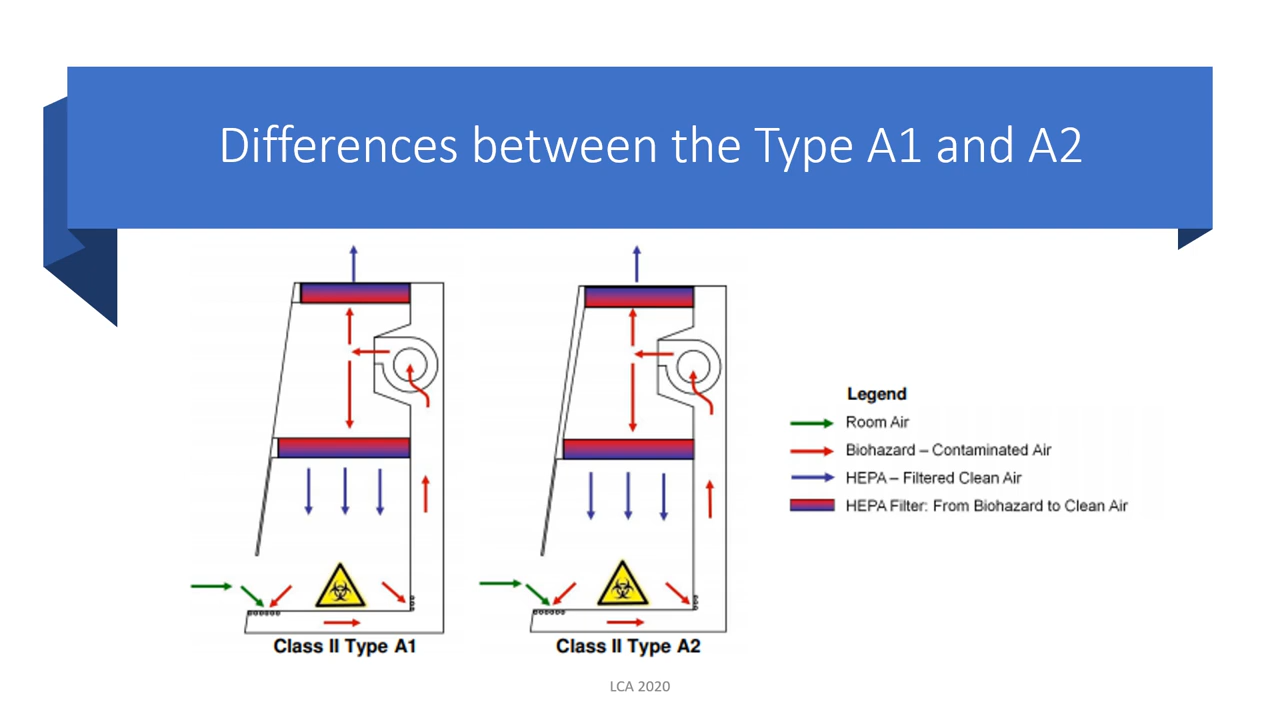 Differences between the Type A1 and A2
Legend
Room Air
Biohazard – Contaminated Air
HEPA – Filtered Clean Air
HEPA Filter: From Biohazard to Clean Air
Class II Type A1
Class II Type A2
LCA 2020